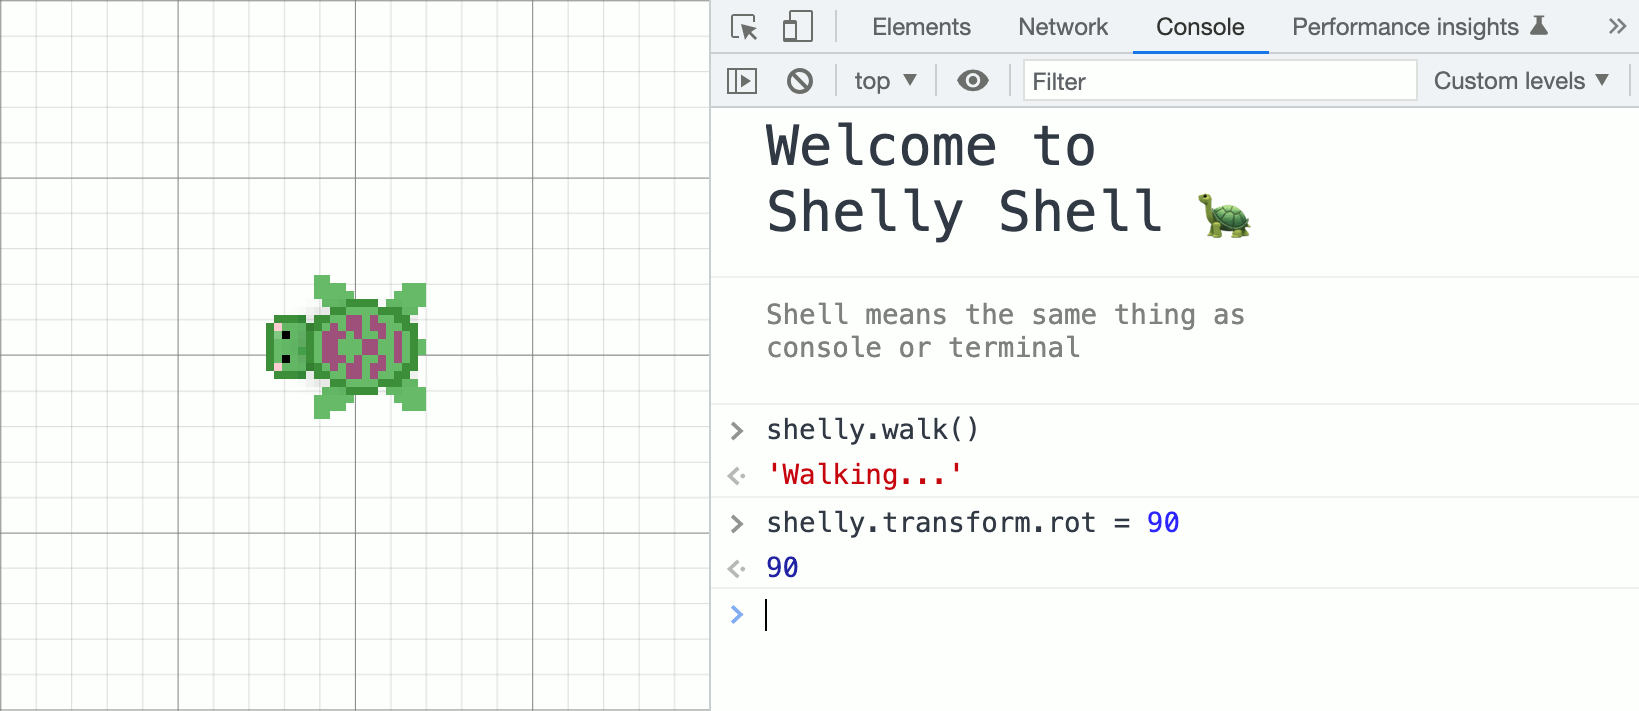 Elements Network Console Performance insights
top Filter Custom levels
Welcome to
Shelly Shell
Shell means the same thing as
console or terminal
shelly.walk()
'Walking...'
shelly.transform.rot = 90
90